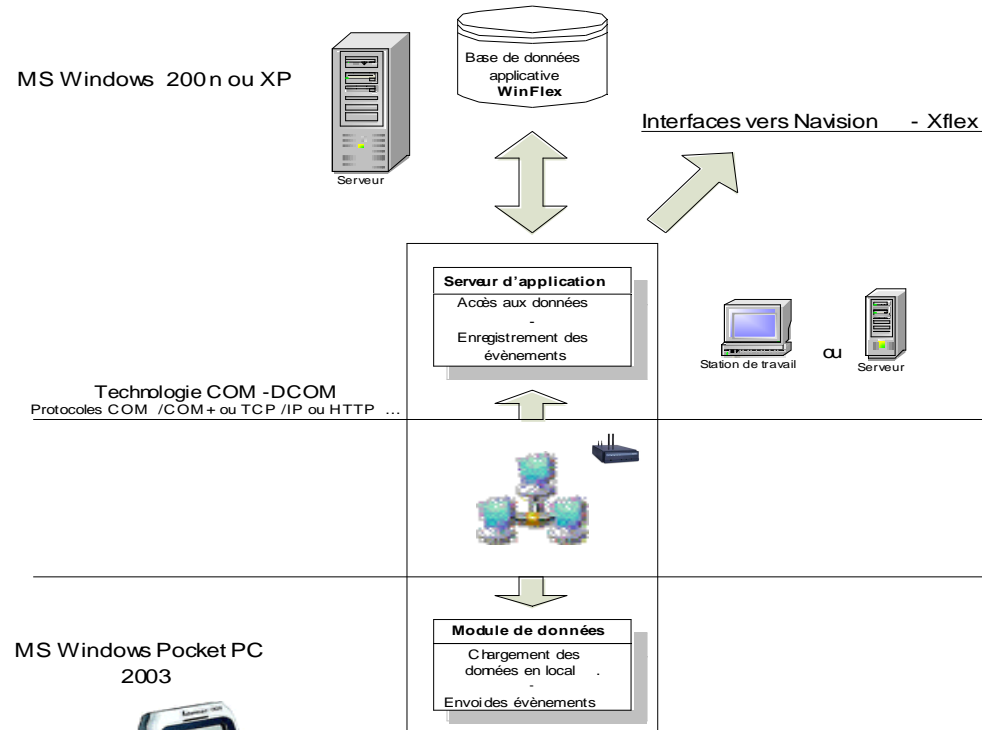 MS Windows 200n ou XP
Serveur
Base de données
applicative
WinFlex
Interfaces vers Navision - Xflex
Serveur d'application
Accès aux données
-
Enregistrement des
évènements
Station de travail
ou
Serveur
Technologie COM -DCOM
Protocoles COM /COM+ ou TCP /IP ou HTTP ...
Module de données
Chargement des
données en local .
-
Envoi des évènements
MS Windows Pocket PC
2003